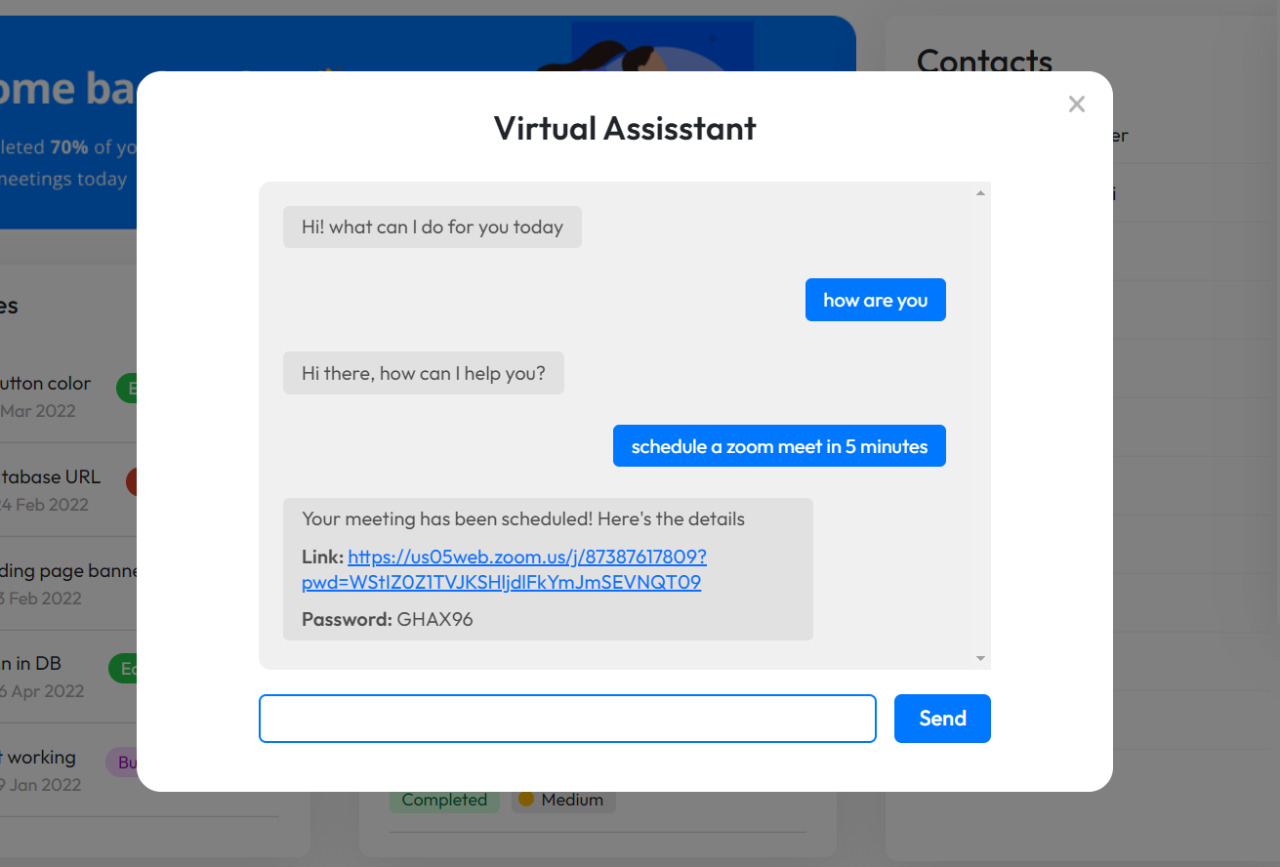 ome ba
Contacts
leted 70% of yo
neetings today
er
i
Virtual Assisstant
Hi! what can I do for you today
how are you
Hi there, how can I help you?
schedule a zoom meet in 5 minutes
Your meeting has been scheduled! Here's the details
Link: https://us05web.zoom.us/j/87387617809?
pwd=WStIZ0Z1TVJKSHljdlFkYmJmSEVNQT09
Password: GHAX96
Send
es
utton color
E
Mar 2022
tabase URL
24 Feb 2022
ding page banne
3 Feb 2022
n in DB
Ec
6 Apr 2022
t working
Bu
9 Jan 2022
Completed
Medium